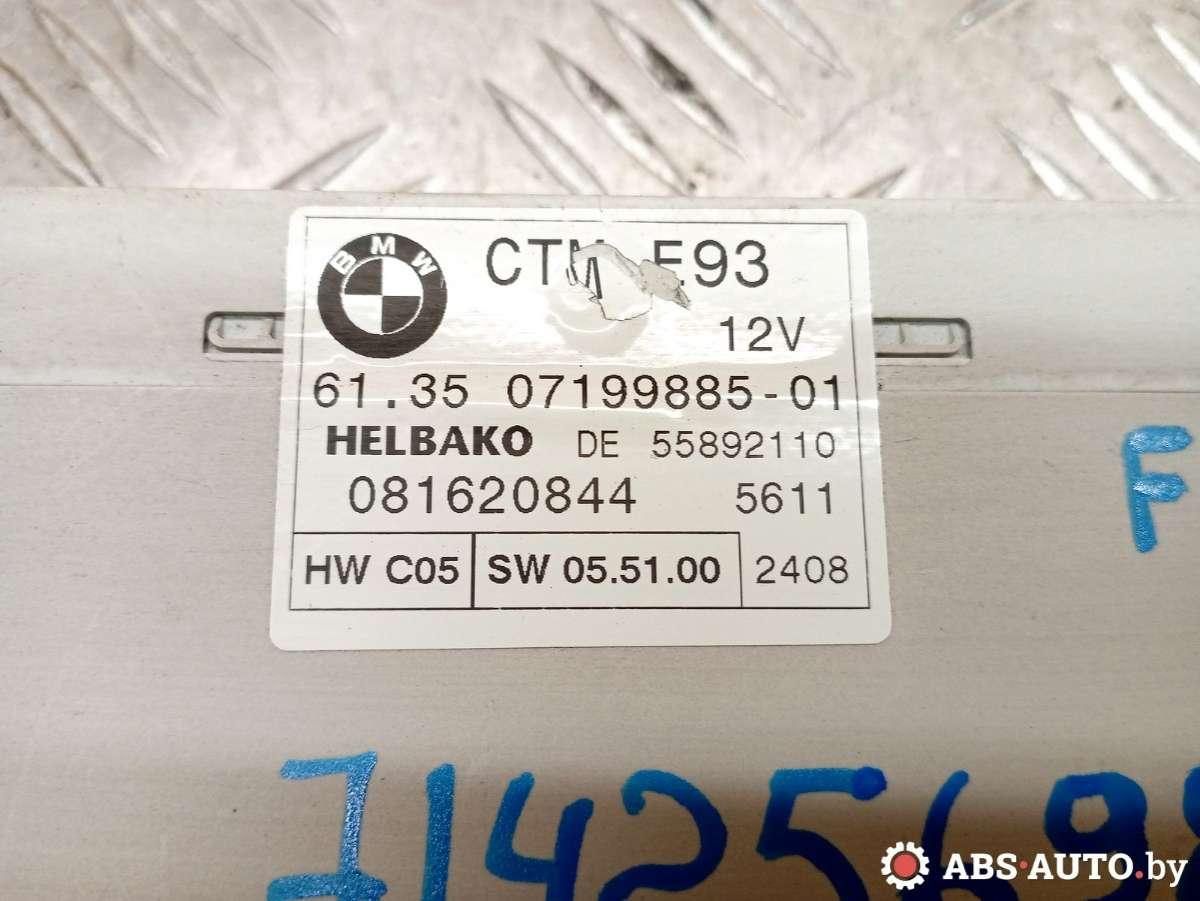 BMW
CTM E93
12V
61.35 07199885-01
HELBAKO DE 55892110
081620844 5611
HW C05 SW 05.51.00 2408
F
ABS·AUTO.by